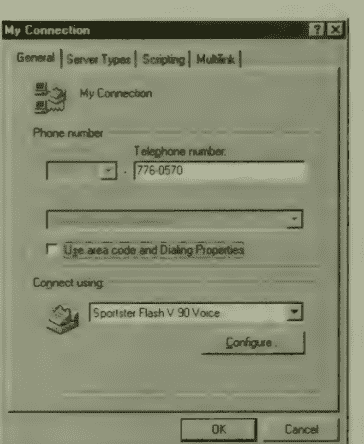 My Connection
General Server Types Scripting Multilink
My Connection
Phone number
Telephone number:
- 776-0570
Use area code and Dialing Properties
Connect using:
Sportster Flash V 90 Voice
Configure...
OK Cancel